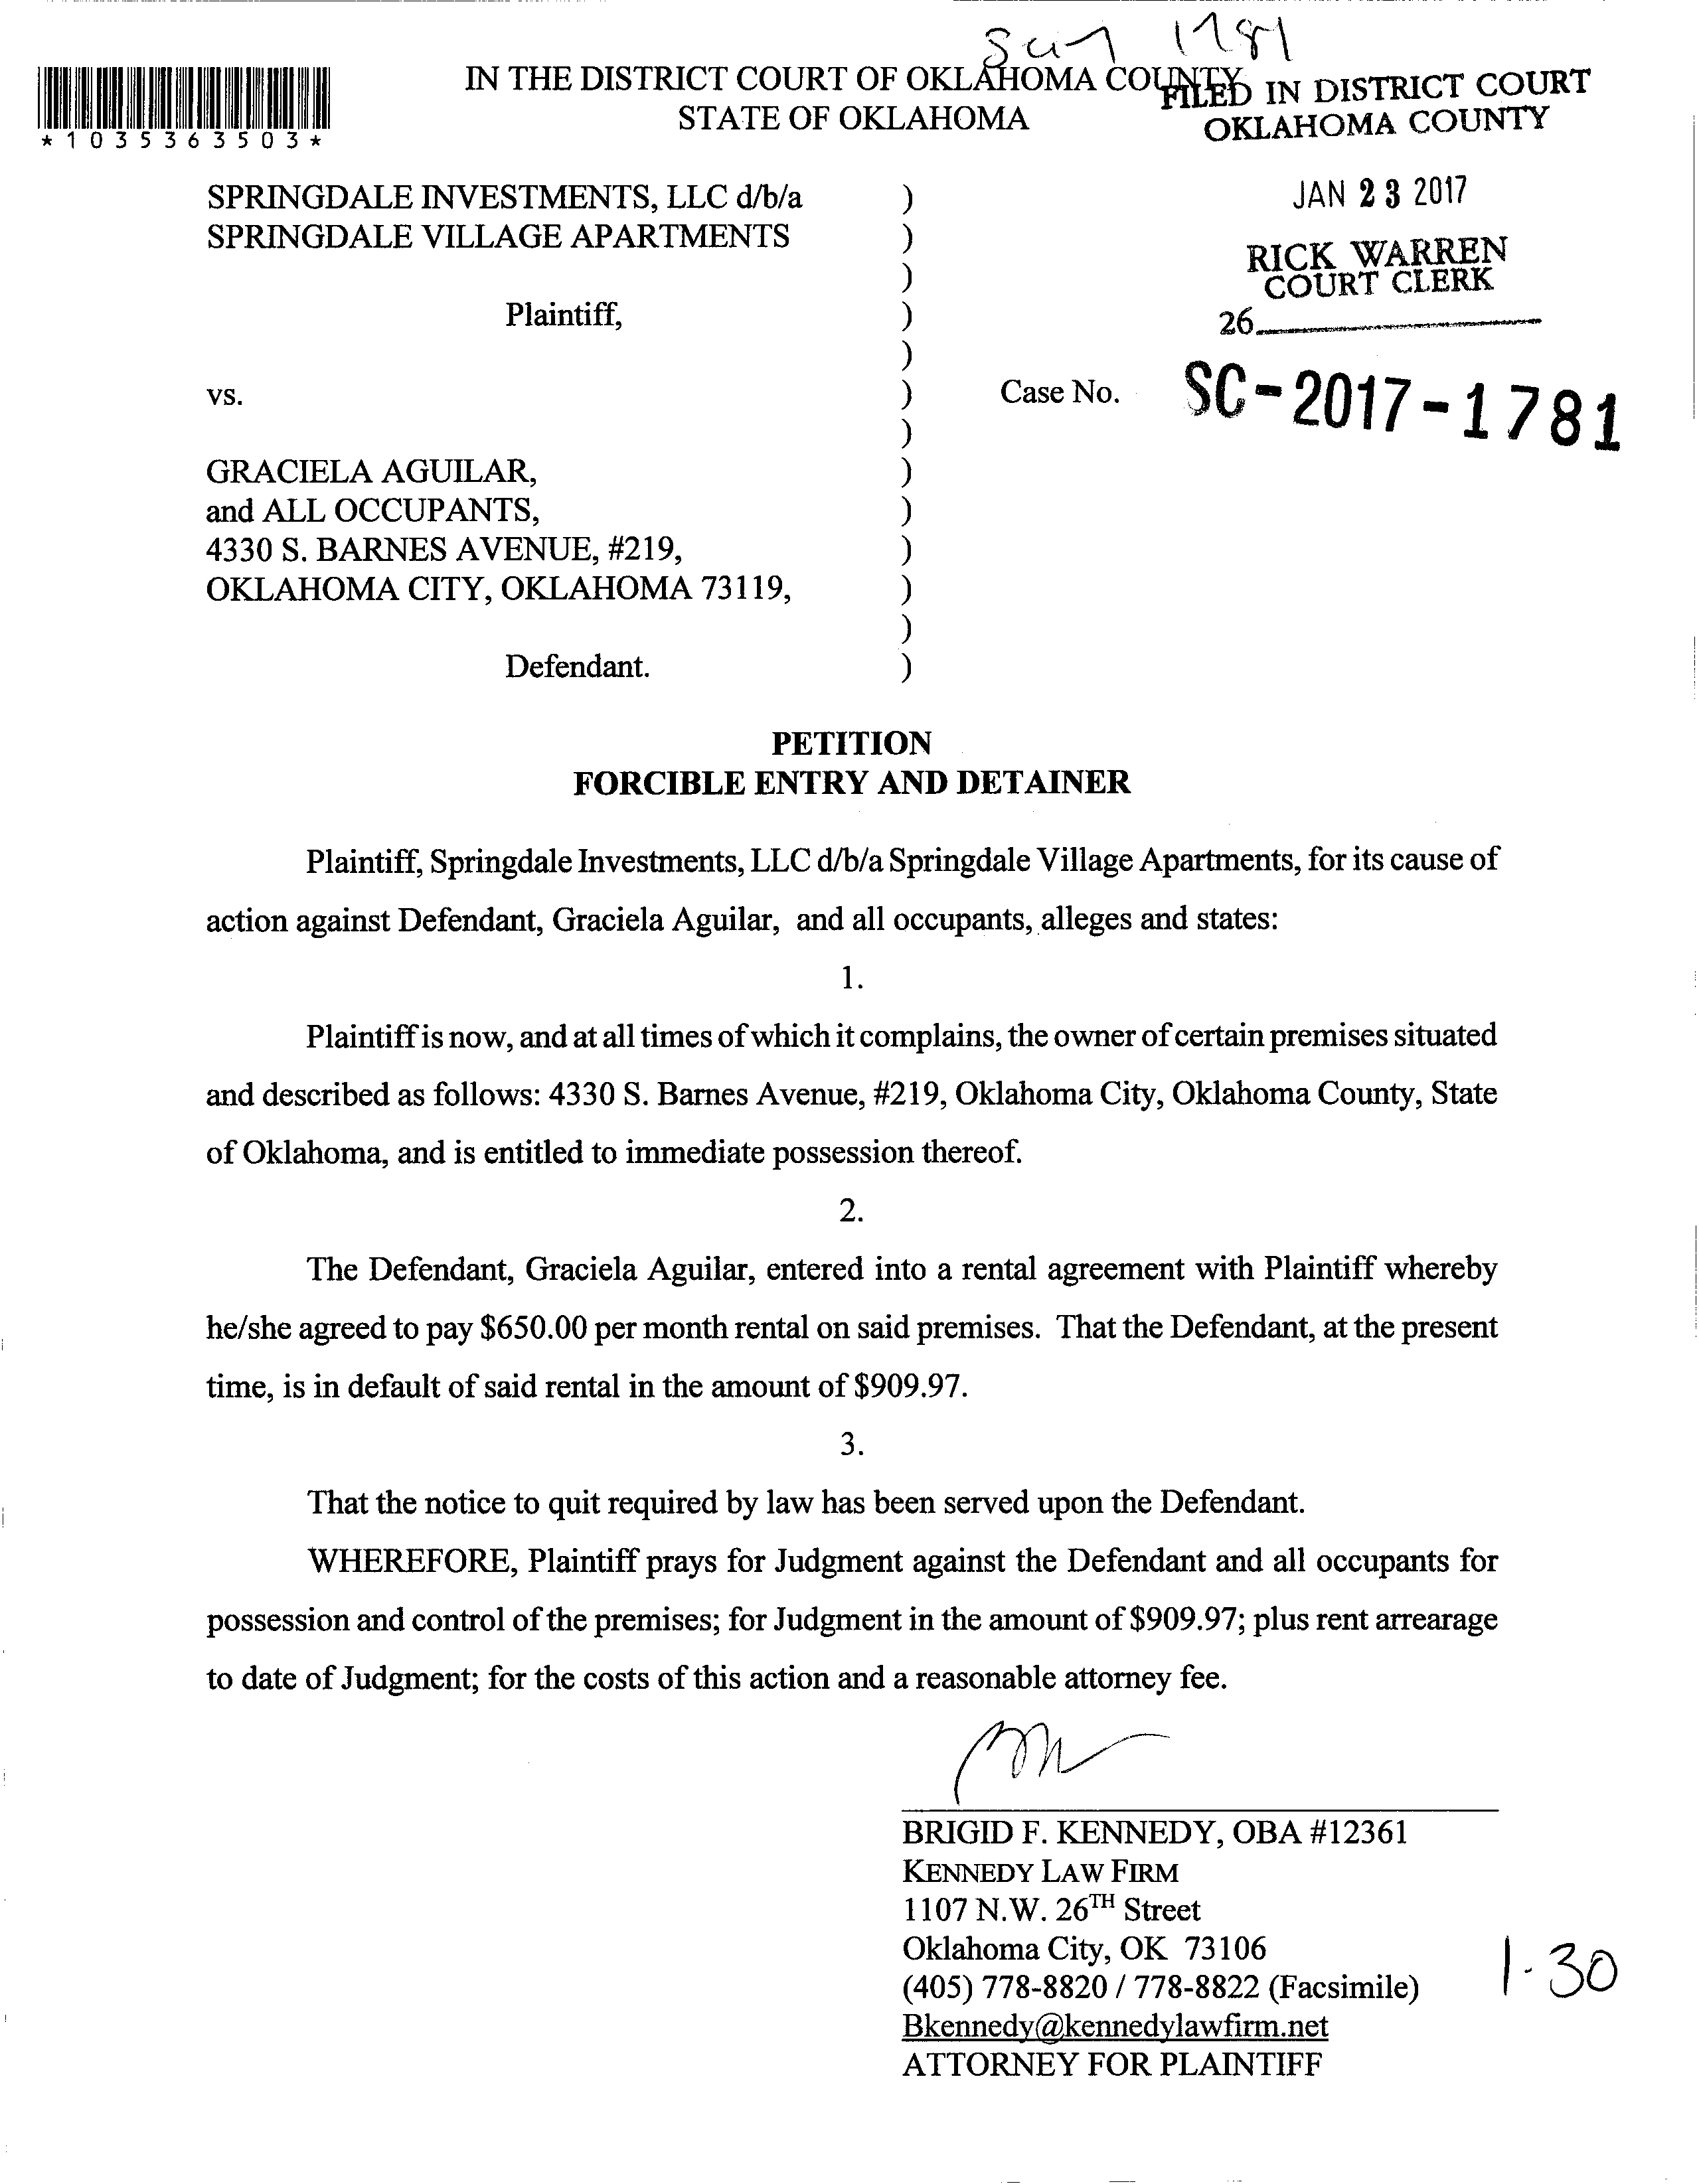 1781
IN THE DISTRICT COURT OF OKLAHOMA COUNTY
STATE OF OKLAHOMA
FILED IN DISTRICT COURT
OKLAHOMA COUNTY
*1035363503*
JAN 23 2017
RICK WARREN
COURT CLERK
26
SPRINGDALE INVESTMENTS, LLC d/b/a )
SPRINGDALE VILLAGE APARTMENTS )
)
Plaintiff, )
)
vs. ) Case No. SC-2017-1781
)
GRACIELA AGUILAR, )
and ALL OCCUPANTS, )
4330 S. BARNES AVENUE, #219, )
OKLAHOMA CITY, OKLAHOMA 73119, )
)
Defendant. )
PETITION
FORCIBLE ENTRY AND DETAINER
Plaintiff, Springdale Investments, LLC d/b/a Springdale Village Apartments, for its cause of
action against Defendant, Graciela Aguilar, and all occupants, alleges and states:
1.
Plaintiff is now, and at all times of which it complains, the owner of certain premises situated
and described as follows: 4330 S. Barnes Avenue, #219, Oklahoma City, Oklahoma County, State
of Oklahoma, and is entitled to immediate possession thereof.
2.
The Defendant, Graciela Aguilar, entered into a rental agreement with Plaintiff whereby
he/she agreed to pay $650.00 per month rental on said premises. That the Defendant, at the present
time, is in default of said rental in the amount of $909.97.
3.
That the notice to quit required by law has been served upon the Defendant.
WHEREFORE, Plaintiff prays for Judgment against the Defendant and all occupants for
possession and control of the premises; for Judgment in the amount of $909.97; plus rent arrearage
to date of Judgment; for the costs of this action and a reasonable attorney fee.
BRIGID F. KENNEDY, OBA #12361
KENNEDY LAW FIRM
1107 N.W. 26TH Street
Oklahoma City, OK 73106
(405) 778-8820 / 778-8822 (Facsimile)
Bkennedy@kennedylawfirm.net
ATTORNEY FOR PLAINTIFF
1-30